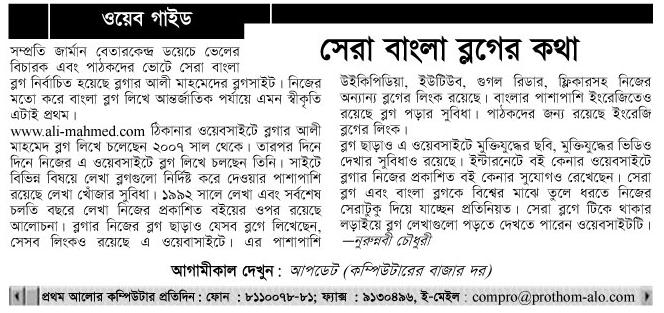 ওয়েব গাইড
সেরা বাংলা ব্লগের কথা
সম্প্রতি জার্মান বেতারকেন্দ্র ডয়েচে ভেলের
বিচারক এবং পাঠকদের ভোটে সেরা বাংলা
ব্লগ নির্বাচিত হয়েছে ব্লগার আলী মাহমেদের ব্লগসাইট। নিজের
মতো করে বাংলা ব্লগ লিখে আন্তর্জাতিক পর্যায়ে এমন স্বীকৃতি
এটাই প্রথম।
www.ali-mahmed.com ঠিকানার ওয়েবসাইটে ব্লগার আলী
মাহমেদ ব্লগ লিখে চলেছেন ২০০৭ সাল থেকে। তারপর দিনে
দিনে নিজের এ ওয়েবসাইটে ব্লগ লিখে চলছেন তিনি। সাইটে
বিভিন্ন বিষয়ে লেখা ব্লগগুলো নির্দিষ্ট করে দেওয়ার পাশাপাশি
রয়েছে লেখা খোঁজার সুবিধা। ১৯৯২ সালে লেখা এবং সর্বশেষ
চলতি বছরে লেখা নিজের প্রকাশিত বইয়ের ওপর রয়েছে
আলোচনা। ব্লগার নিজের ব্লগ ছাড়াও যেসব ব্লগে লিখেছেন,
সেসব লিংকও রয়েছে এ ওয়েবাসাইটে। এর পাশাপাশি
উইকিপিডিয়া, ইউটিউব, গুগল রিডার, ফ্লিকারসহ নিজের
অন্যান্য ব্লগের লিংক রয়েছে। বাংলার পাশাপাশি ইংরেজিতেও
রয়েছে ব্লগ পড়ার সুবিধা। পাঠকদের জন্য রয়েছে ইংরেজি
ব্লগের লিংক।
ব্লগ ছাড়াও এ ওয়েবসাইটে মুক্তিযুদ্ধের ছবি, মুক্তিযুদ্ধের ভিডিও
দেখার সুবিধাও রয়েছে। ইন্টারনেটে বই কেনার ওয়েবসাইটে
ব্লগার নিজের প্রকাশিত বই কেনার সুযোগও রেখেছেন। সেরা
ব্লগ এবং বাংলা ব্লগকে বিশ্বের মাঝে তুলে ধরতে নিজের
সেরাটুকু দিয়ে যাচ্ছেন প্রতিনিয়ত। সেরা ব্লগে টিকে থাকার
লড়াইয়ে ব্লগ লেখাগুলো পড়তে দেখতে পারেন ওয়েবসাইটটি।
—নুরুন্নবী চৌধুরী
আগামীকাল দেখুন : আপডেট (কম্পিউটারের বাজার দর)
প্রথম আলোর কম্পিউটার প্রতিদিন : ফোন : ৮১১০০৭৮-৮১; ফ্যাক্স : ৯১৩০৪৯৬, ই-মেইল : compro@prothom-alo.com